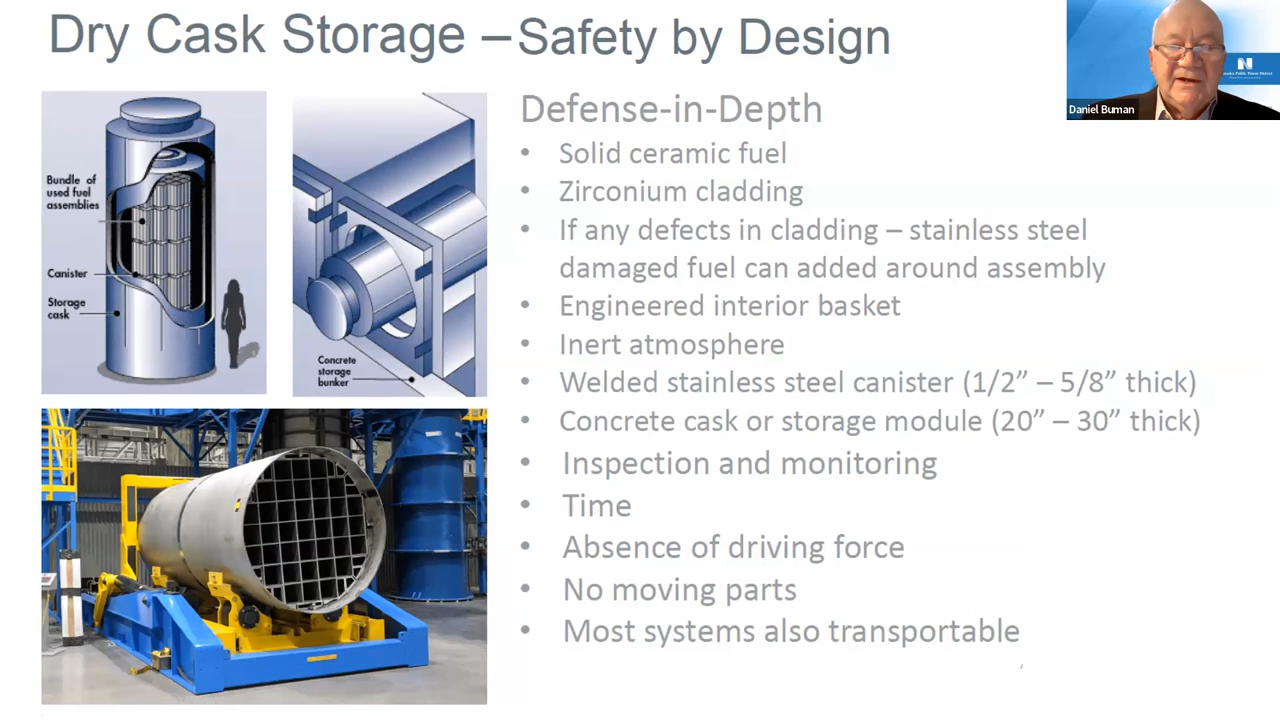 Dry Cask Storage – Safety by Design
Daniel Buman
N
Nebraska Public Power District
Bundle of
used fuel
assemblies
Canister
Storage
cask
Concrete
storage
bunker
Defense-in-Depth
• Solid ceramic fuel
• Zirconium cladding
• If any defects in cladding – stainless steel
damaged fuel can added around assembly
• Engineered interior basket
• Inert atmosphere
• Welded stainless steel canister (1/2” – 5/8” thick)
• Concrete cask or storage module (20” – 30” thick)
• Inspection and monitoring
• Time
• Absence of driving force
• No moving parts
• Most systems also transportable